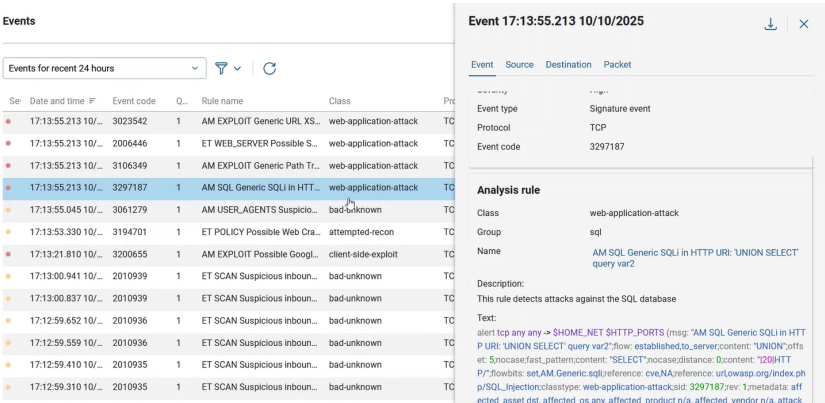 Events
Events for recent 24 hours
Date and time Event code Q... Rule name Class
17:13:55.213 10/... 3023542 1 AM EXPLOIT Generic URL XS... web-application-attack TC
17:13:55.213 10/... 2006446 1 ET WEB_SERVER Possible S... web-application-attack TC
17:13:55.213 10/... 3106349 1 AM EXPLOIT Generic Path Tr... web-application-attack TC
17:13:55.213 10/... 3297187 1 AM SQL Generic SQLi in HTT... web-application-attack TC
17:13:55.045 10/... 3061279 1 AM USER_AGENTS Suspicio... bad-unknown TC
17:13:53.330 10/... 3194701 1 ET POLICY Possible Web Cra... attempted-recon TC
17:13:21.810 10/... 3200655 1 AM EXPLOIT Possible Googl... client-side-exploit TC
17:13:00.941 10/... 2010939 1 ET SCAN Suspicious inboun... bad-unknown TC
17:13:00.837 10/... 2010939 1 ET SCAN Suspicious inboun... bad-unknown TC
17:12:59.652 10/... 2010936 1 ET SCAN Suspicious inboun... bad-unknown TC
17:12:59.559 10/... 2010936 1 ET SCAN Suspicious inboun... bad-unknown TC
17:12:59.410 10/... 2010935 1 ET SCAN Suspicious inboun... bad-unknown TC
17:12:59.310 10/... 2010935 1 ET SCAN Suspicious inboun... bad-unknown TC
Event 17:13:55.213 10/10/2025
Event Source Destination Packet
Event type Signature event
Protocol TCP
Event code 3297187
Analysis rule
Class web-application-attack
Group sql
Name AM SQL Generic SQLi in HTTP URI: 'UNION SELECT'
query var2
Description:
This rule detects attacks against the SQL database
Text:
alert tcp any any -> $HOME_NET $HTTP_PORTS (msg: "AM SQL Generic SQLi in HTT
P URI: 'UNION SELECT' query var2";flow: established,to_server;content: "UNION";offs
et: 5;nocase;fast_pattern;content: "SELECT";nocase;distance: 0;content: "|20|HTT
P/";flowbits: set,AM.Generic.sqli;reference: cve,NA;reference: url,owasp.org/index.ph
p/SQL_Injection;classtype: web-application-attack;sid: 3297187;rev: 1;metadata: aff
ected_asset dst, affected_os any, affected_product n/a, affected_vendor n/a, attack